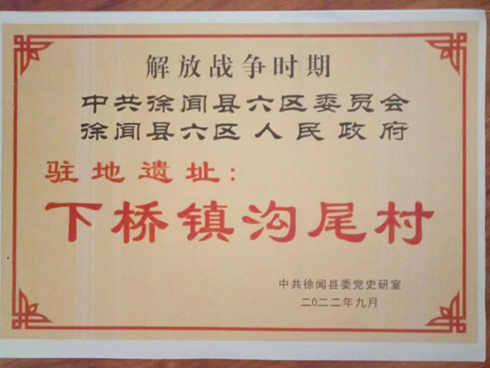 解放战争时期
中共徐闻县六区委员会
徐闻县六区人民政府
驻地遗址：
下桥镇沟尾村
中共徐闻县委党史研室
二〇二二年九月